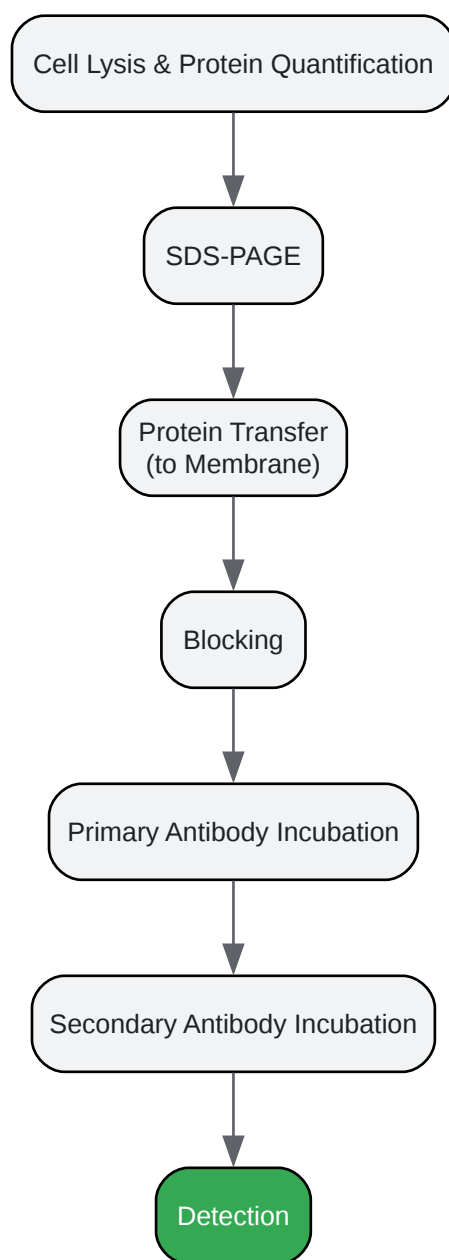 Cell Lysis & Protein Quantification
SDS-PAGE
Protein Transfer
(to Membrane)
Blocking
Primary Antibody Incubation
Secondary Antibody Incubation
Detection